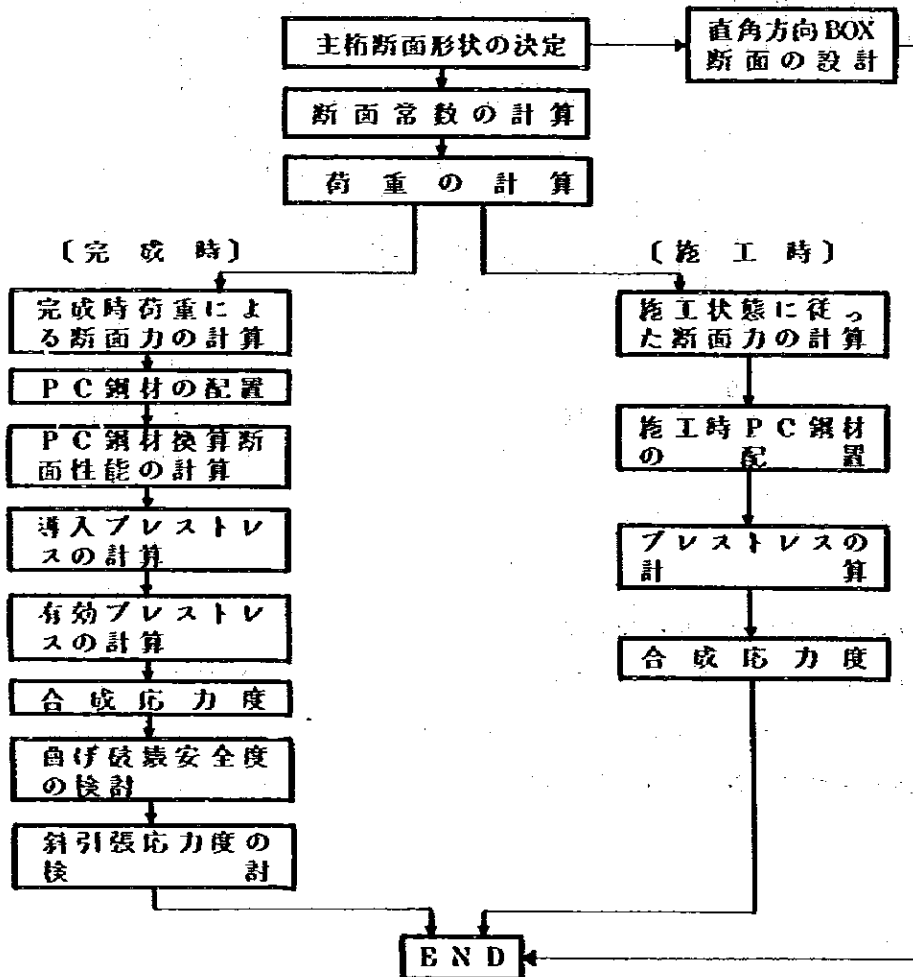 主桁断面形状の決定
直角方向BOX
断面の設計
断面常数の計算
荷重の計算
〔完成時〕
〔施工時〕
完成時荷重によ
る断面力の計算
PC鋼材の配置
PC鋼材換算断
面性能の計算
導入プレストレ
スの計算
有効プレストレ
スの計算
合成応力度
曲げ破壊安全度
の検討
斜引張応力度の
検討
施工状態に従っ
た断面力の計算
施工時PC鋼材
の配置
プレストレスの
計算
合成応力度
END